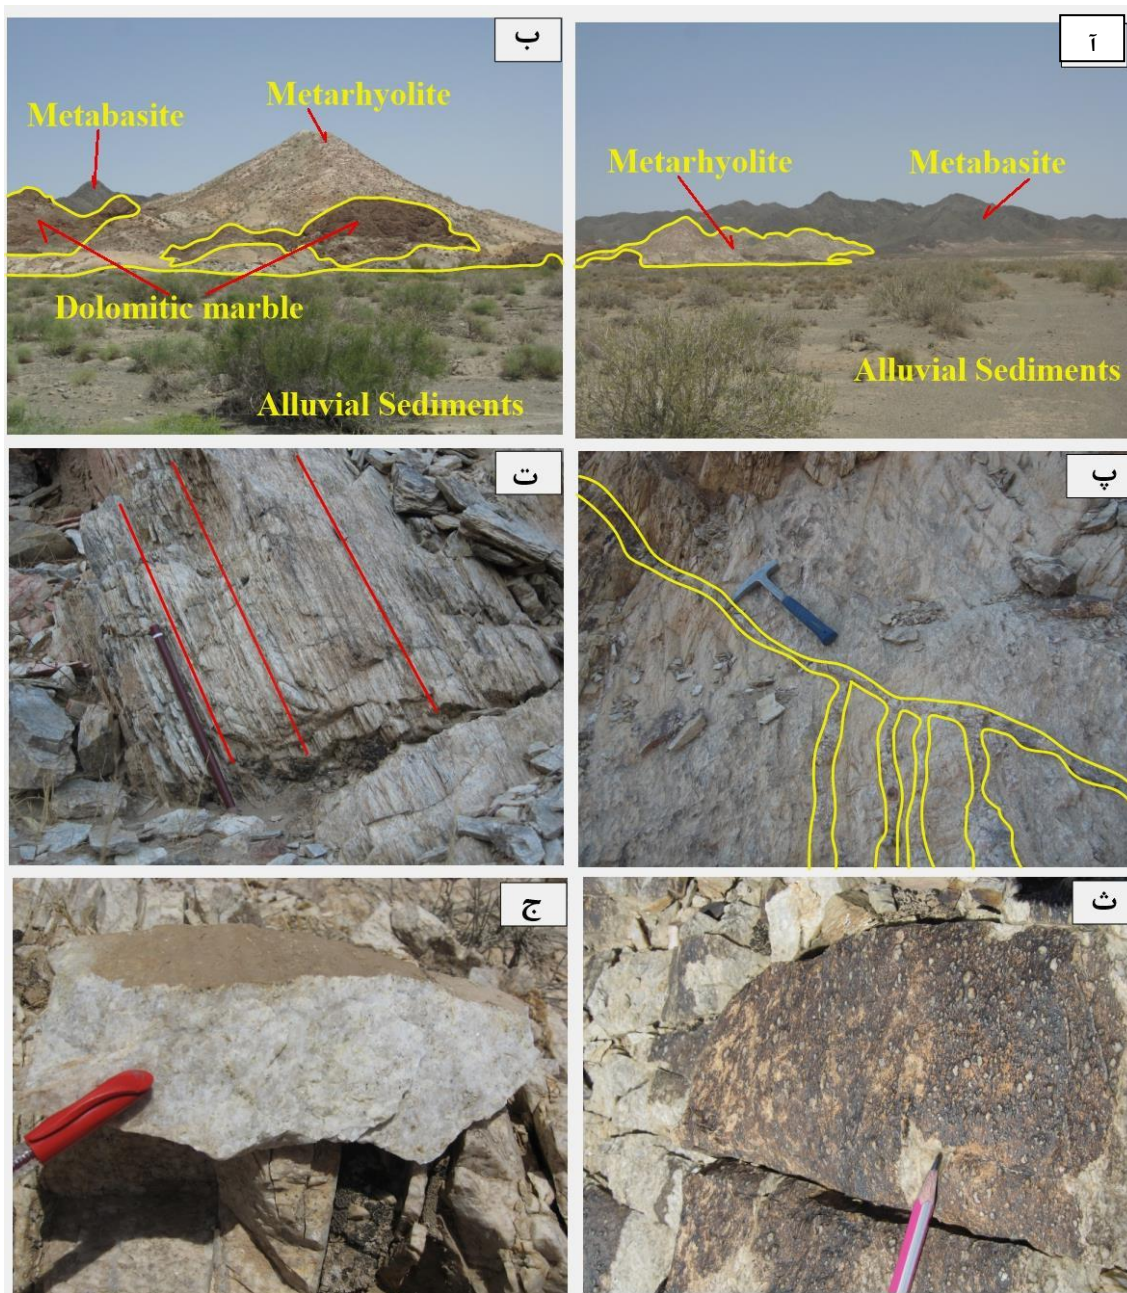 آ
Metarhyolite
Metabasite
Alluvial Sediments
ب
Metabasite
Metarhyolite
Dolomitic marble
Alluvial Sediments
پ
ت
ث
ج